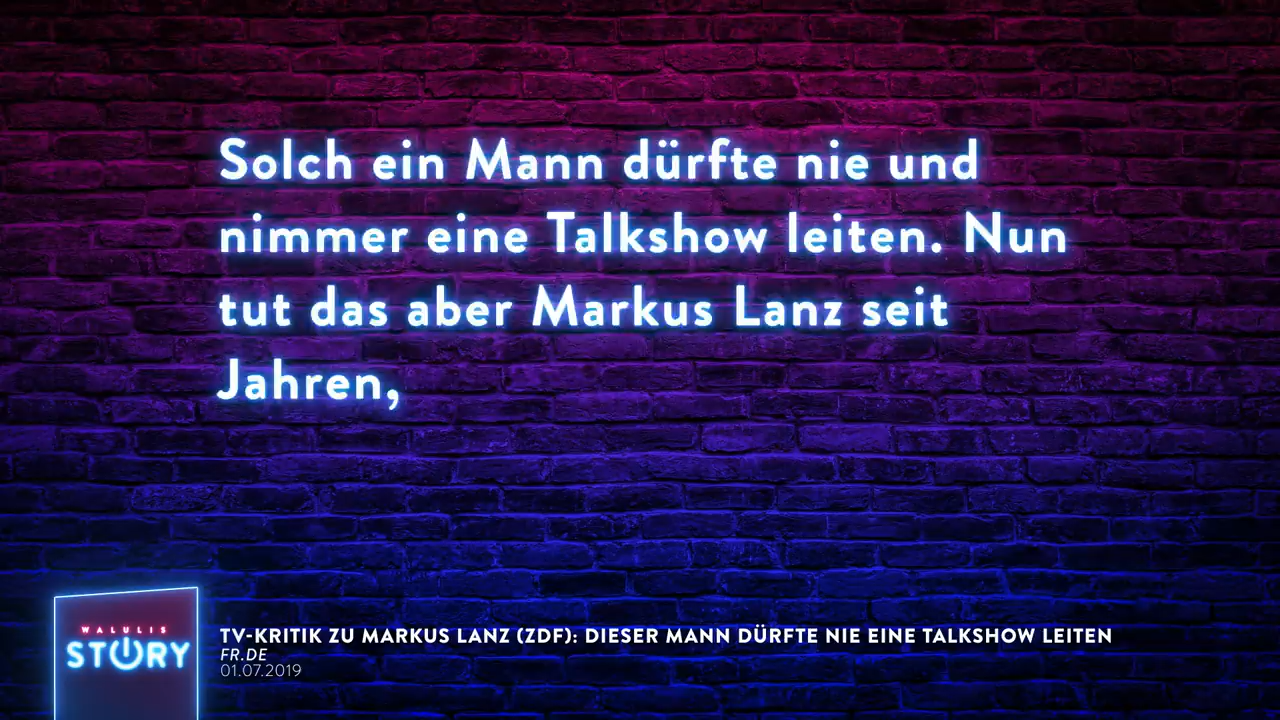 Solch ein Mann dürfte nie und
nimmer eine Talkshow leiten. Nun
tut das aber Markus Lanz seit
Jahren,
WALULIS
STORY
TV-KRITIK ZU MARKUS LANZ (ZDF): DIESER MANN DÜRFTE NIE EINE TALKSHOW LEITEN
FR.DE
01.07.2019